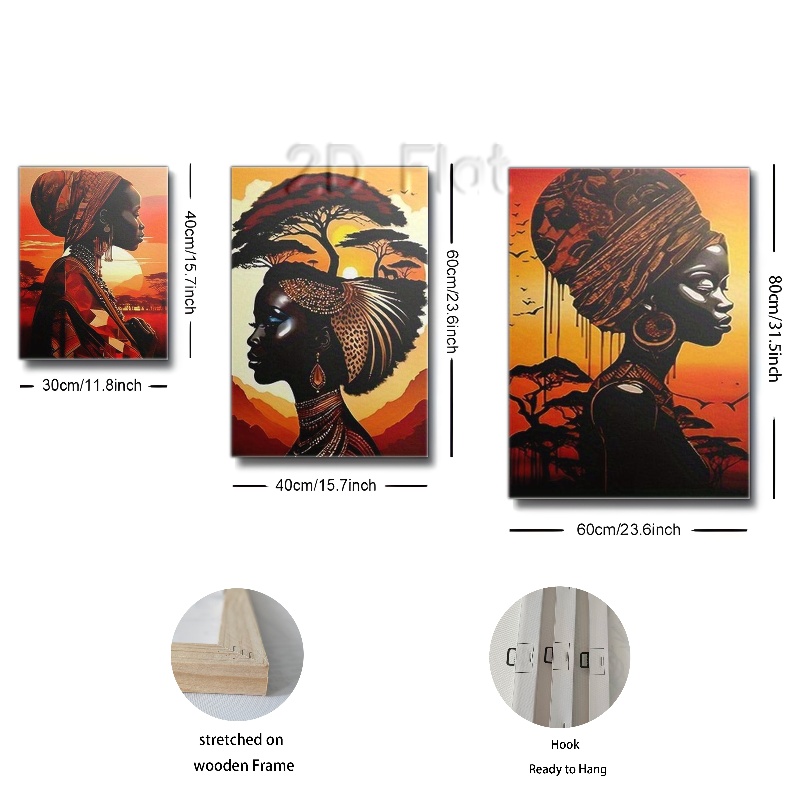 2D Flat
40cm/15.7inch
30cm/11.8inch
60cm/23.6inch
40cm/15.7inch
80cm/31.5inch
60cm/23.6inch
stretched on
wooden Frame
Hook
Ready to Hang